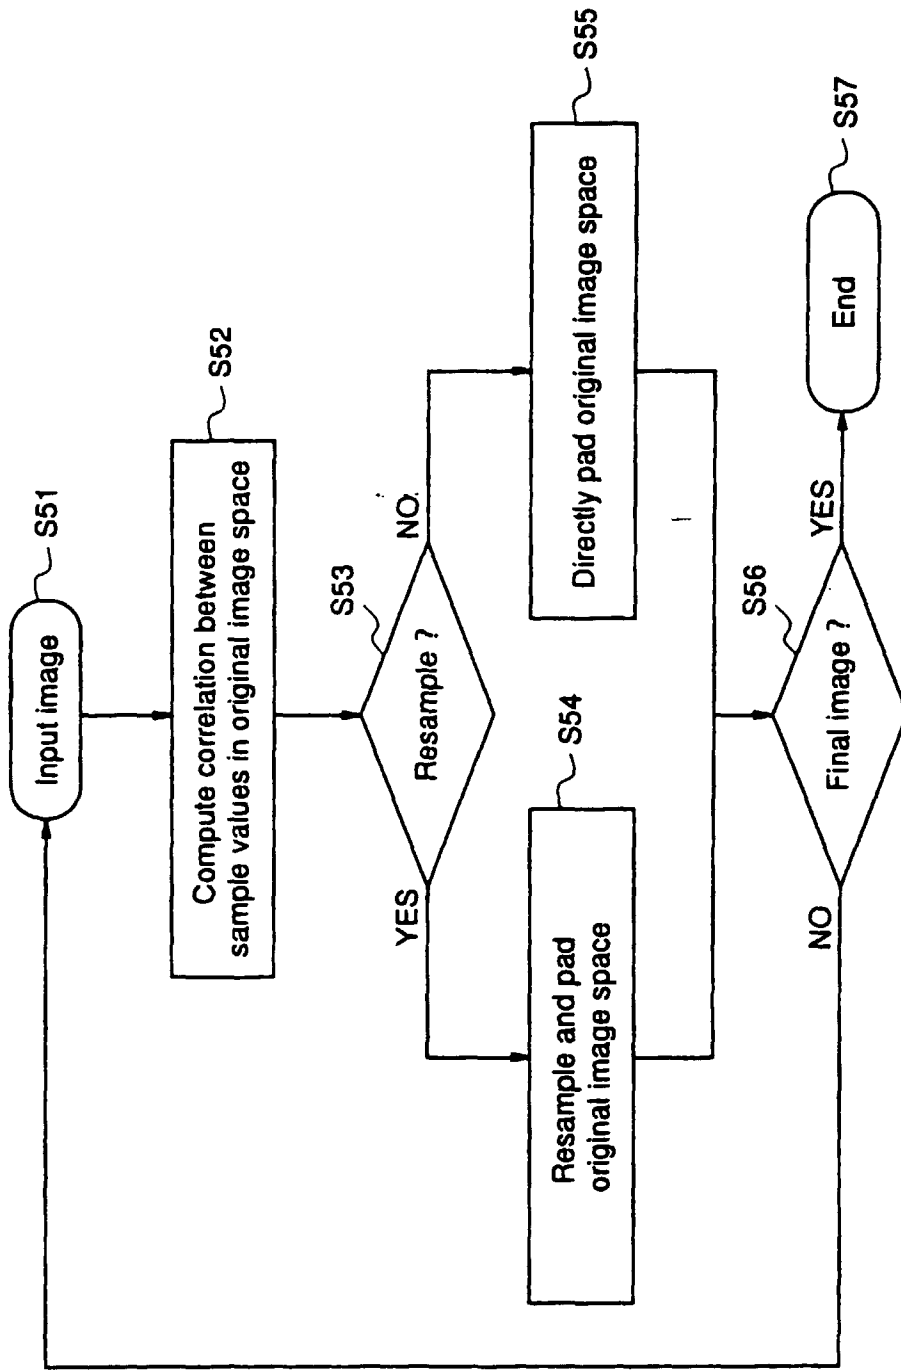 Input image
S51
Compute correlation between
sample values in original image space
S52
Resample ?
S53
YES
NO
Resample and pad
original image space
S54
Directly pad original image space
S55
Final image ?
S56
NO
YES
End
S57